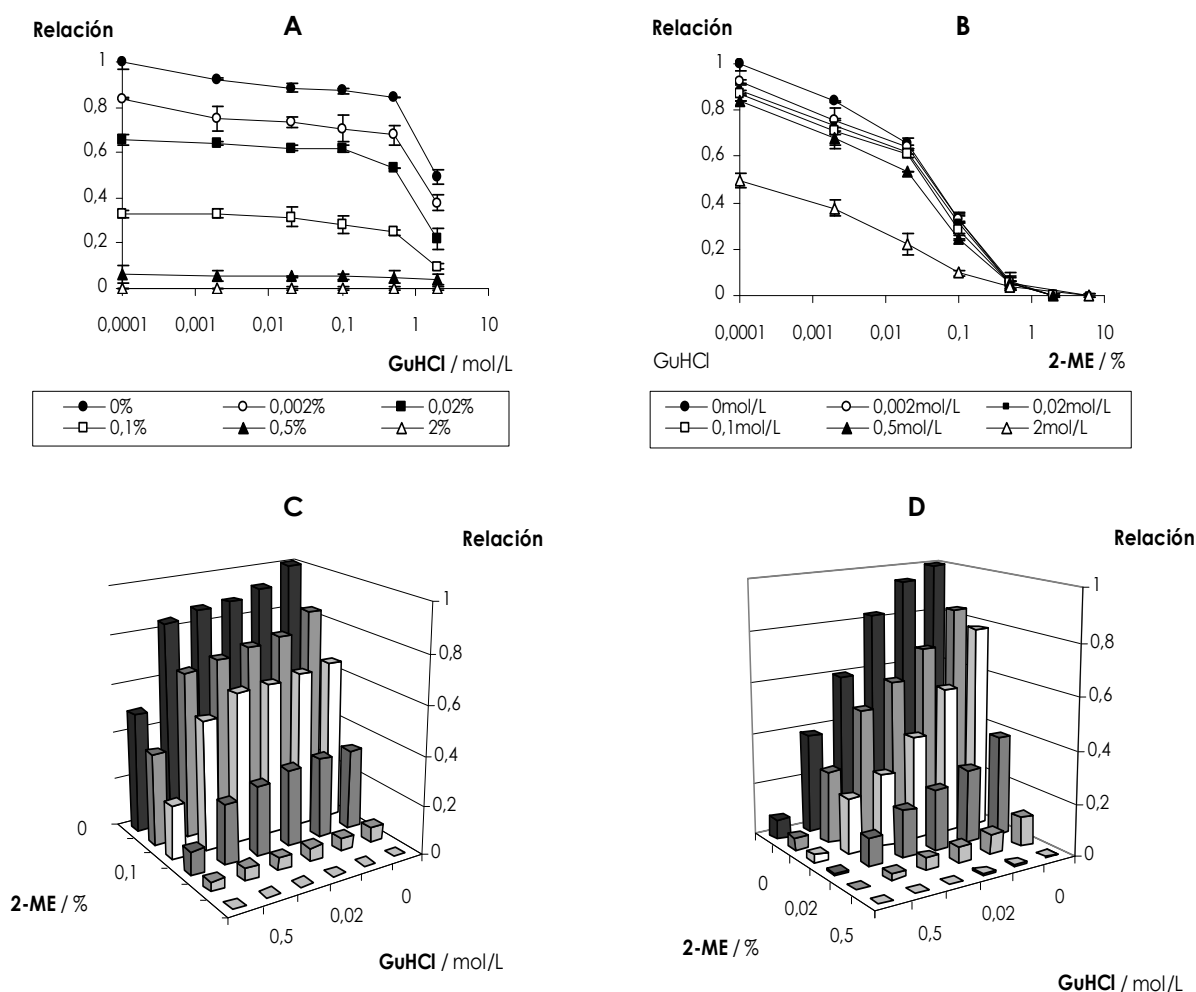 A
Relación
1
0,8
0,6
0,4
0,2
0
0,0001 0,001 0,01 0,1 1 10
GuHCl / mol/L
0% 0,002% 0,02%
0,1% 0,5% 2%
B
Relación
1
0,8
0,6
0,4
0,2
0
0,0001 0,001 0,01 0,1 1 10
GuHCl
2-ME / %
0mol/L 0,002mol/L 0,02mol/L
0,1mol/L 0,5mol/L 2mol/L
C
Relación
1
0,8
0,6
0,4
0,2
0
0
0,1
2-ME / %
0
0,02
0,5
GuHCl / mol/L
D
Relación
1
0,8
0,6
0,4
0,2
0
0
0,02
0,5
2-ME / %
0
0,02
0,5
GuHCl / mol/L